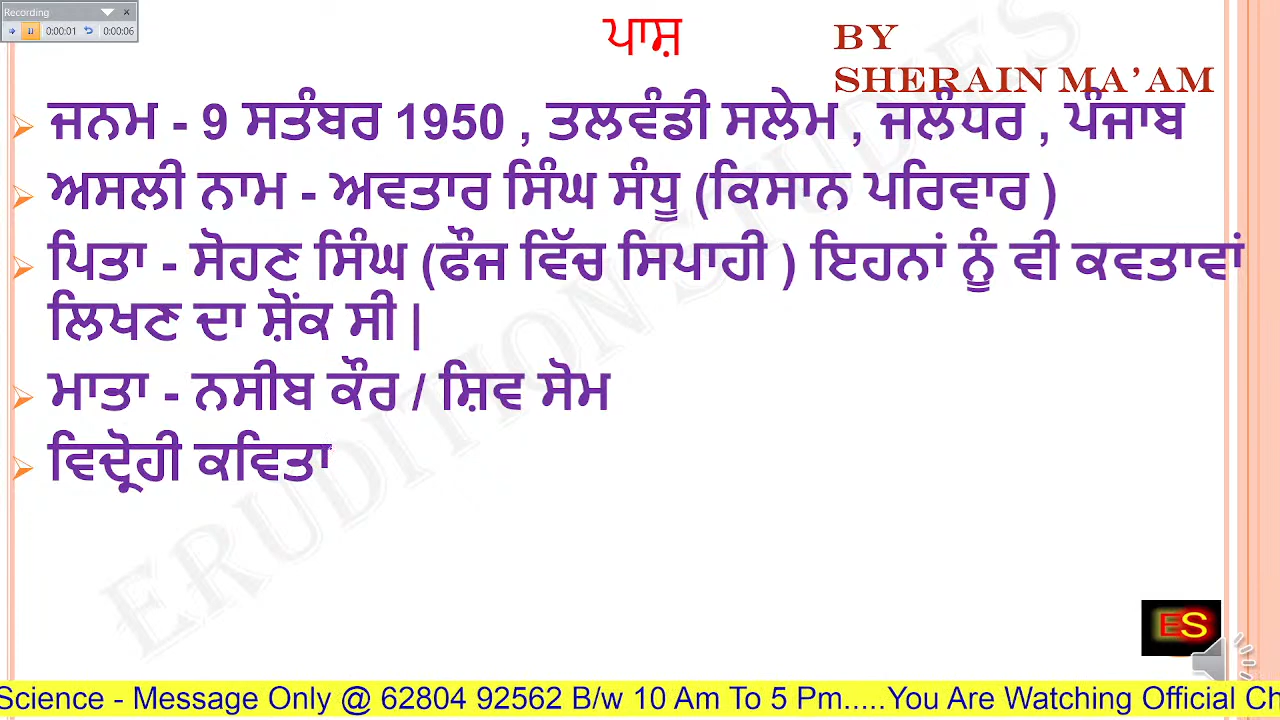 Recording
0:00:01 0:00:06
ਪਾਸ਼
BY
SHERAIN MA'AM
ਜਨਮ - 9 ਸਤੰਬਰ 1950 , ਤਲਵੰਡੀ ਸਲੇਮ , ਜਲੰਧਰ , ਪੰਜਾਬ
ਅਸਲੀ ਨਾਮ - ਅਵਤਾਰ ਸਿੰਘ ਸੰਧੂ (ਕਿਸਾਨ ਪਰਿਵਾਰ )
ਪਿਤਾ - ਸੋਹਣ ਸਿੰਘ (ਫੌਜ ਵਿੱਚ ਸਿਪਾਹੀ ) ਇਹਨਾਂ ਨੂੰ ਵੀ ਕਵਤਾਵਾਂ
ਲਿਖਣ ਦਾ ਸ਼ੋਂਕ ਸੀ |
ਮਾਤਾ - ਨਸੀਬ ਕੌਰ / ਸ਼ਿਵ ਸੋਮ
ਵਿਦ੍ਰੋਹੀ ਕਵਿਤਾ
ERUDITION STUDIES
ES
Science - Message Only @ 62804 92562 B/w 10 Am To 5 Pm.....You Are Watching Official Ch